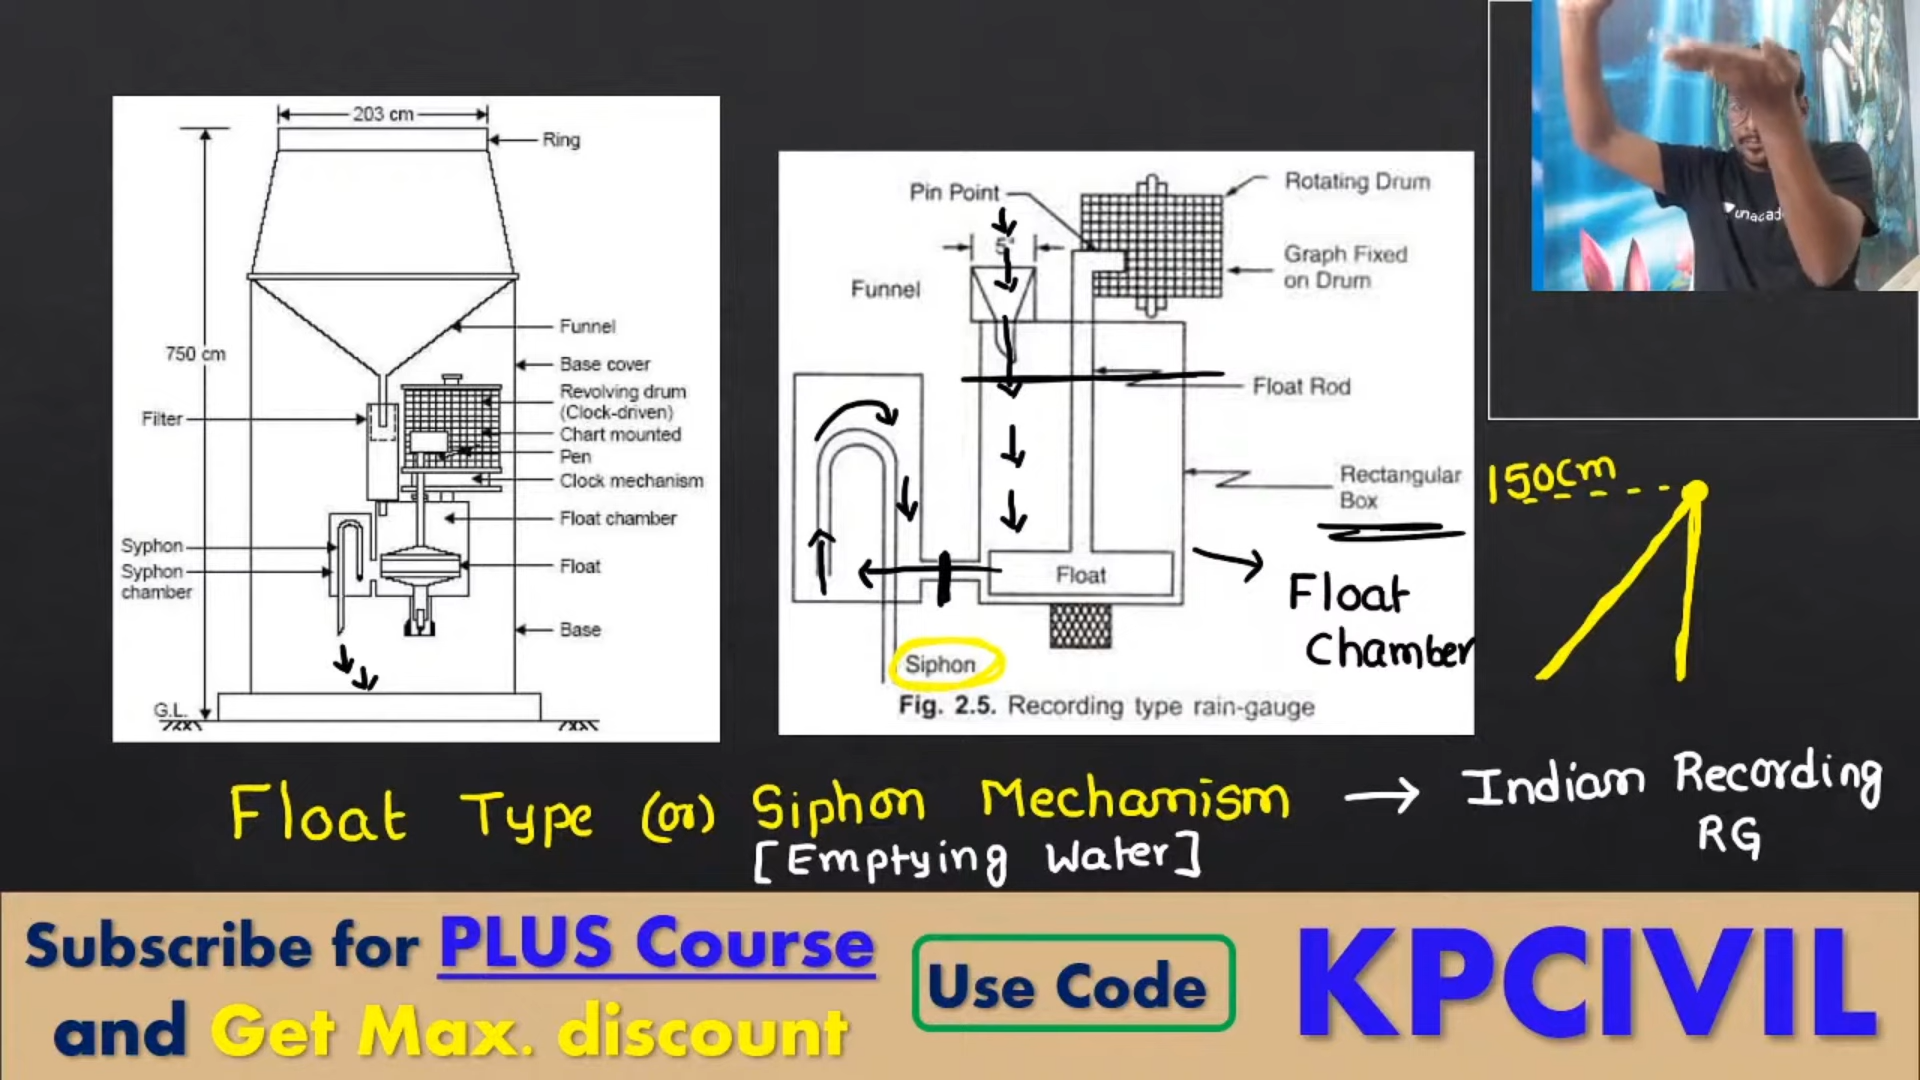 203 cm
Ring
750 cm
Funnel
Base cover
Revolving drum
(Clock-driven)
Filter
Chart mounted
Pen
Clock mechanism
Float chamber
Syphon
Syphon
chamber
Float
Base
G.L.
Pin Point
Rotating Drum
5"
Graph Fixed
on Drum
Funnel
Float Rod
Rectangular
Box
Float
Float
Chamber
Siphon
Fig. 2.5. Recording type rain-gauge
150cm
Float Type (or) Siphon Mechanism → Indian Recording
RG
[Emptying Water]
Subscribe for PLUS Course
and Get Max. discount
Use Code
KPCIVIL